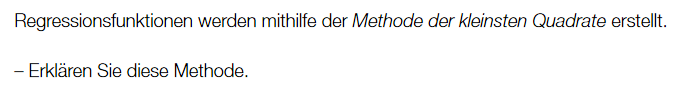 Regressionsfunktionen werden mithilfe der Methode der kleinsten Quadrate erstellt.
– Erklären Sie diese Methode.